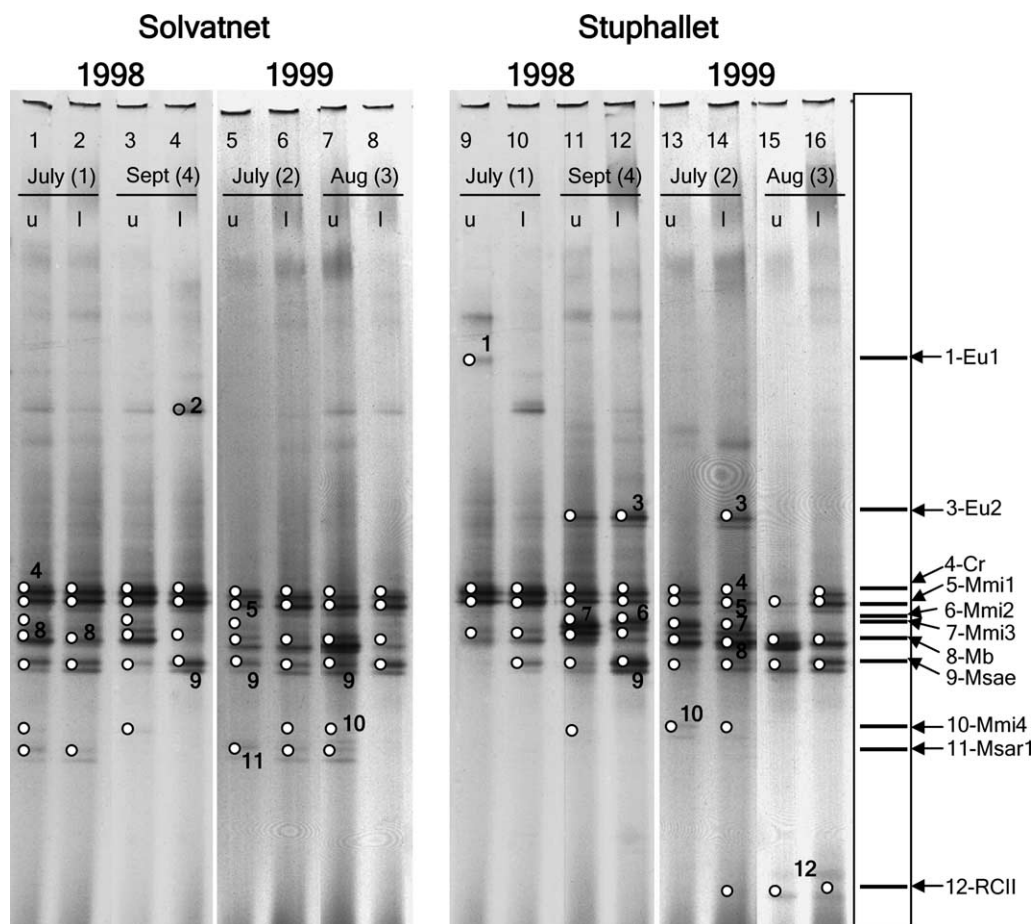 Solvatnet Stuphallet
1998 1999 1998 1999
1 2 3 4 5 6 7 8 9 10 11 12 13 14 15 16
July (1) Sept (4) July (2) Aug (3) July (1) Sept (4) July (2) Aug (3)
u l u l u l u l u l u l u l u l
1
1-Eu1
2
3 3
3-Eu2
4 4
4-Cr
5 5
5-Mmi1
7 6
6-Mmi2
8 8 7
7-Mmi3
8
8-Mb
9 9 9 9
9-Msae
10 10
10-Mmi4
11
11-Msar1
12
12-RCII